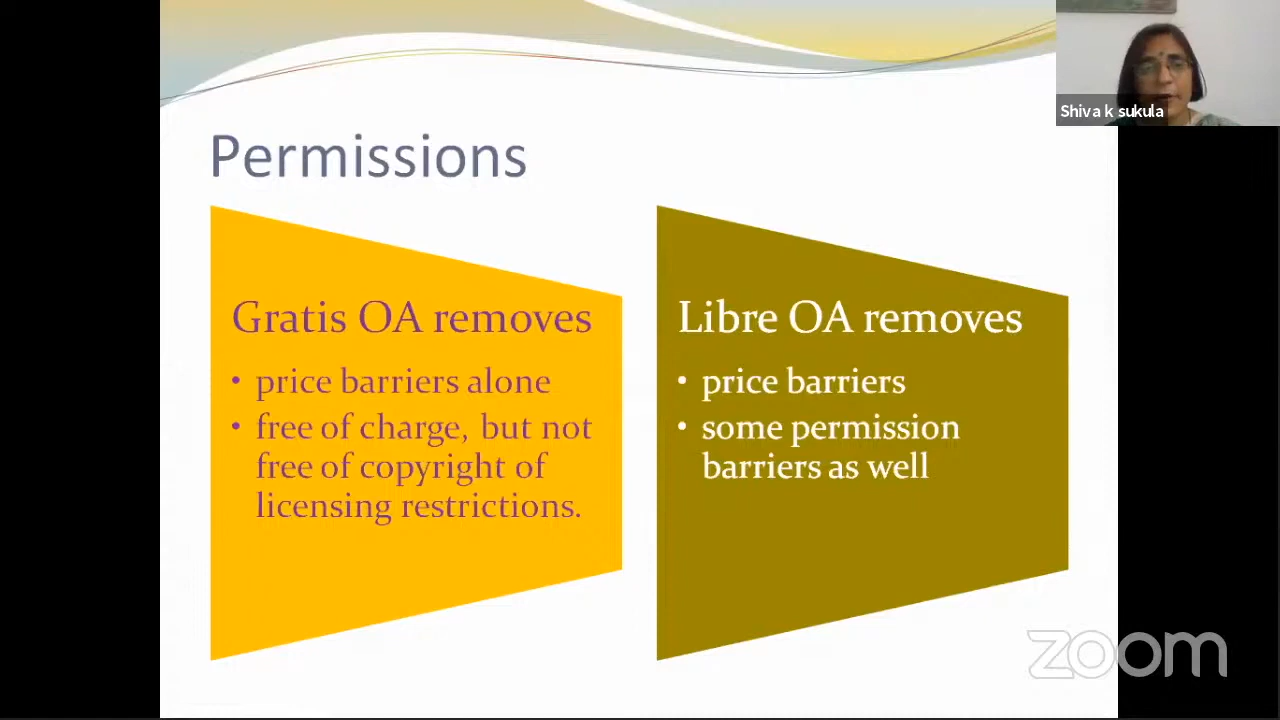 Shiva k sukula
Permissions
Gratis OA removes
• price barriers alone
• free of charge, but not
free of copyright of
licensing restrictions.
Libre OA removes
• price barriers
• some permission
barriers as well
zoom